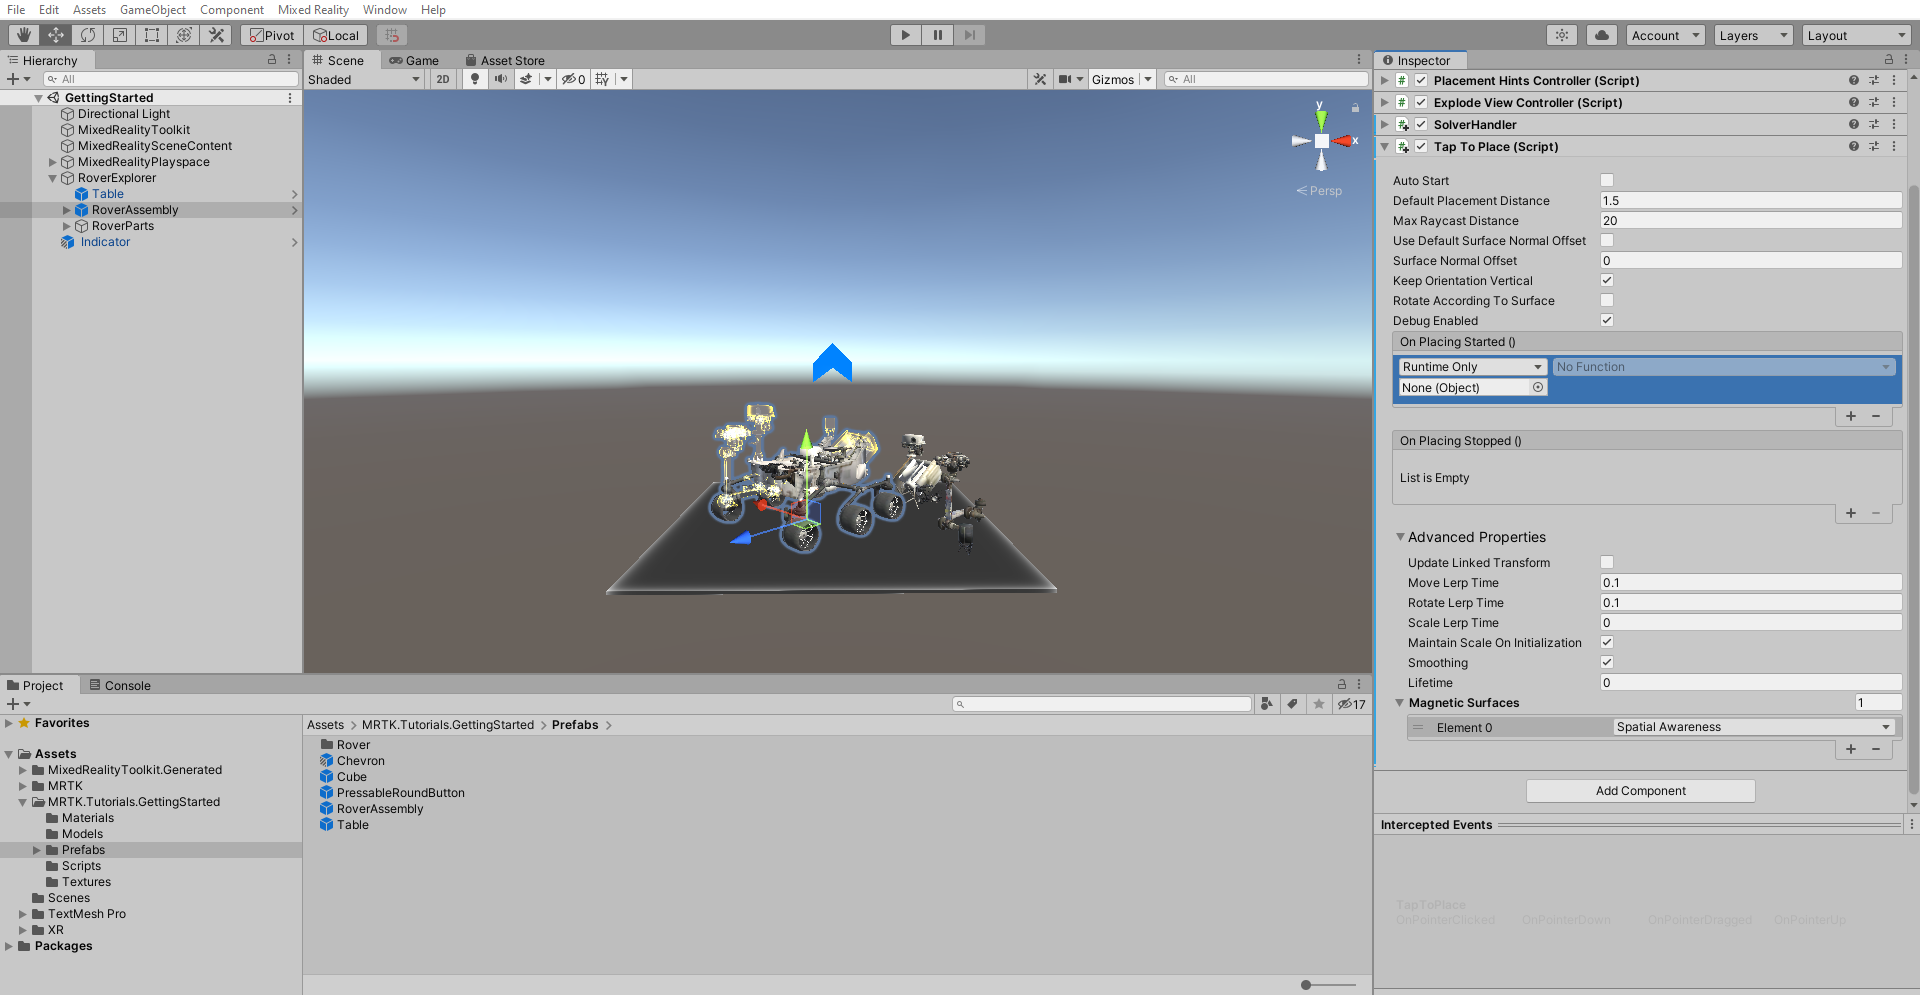 File Edit Assets GameObject Component Mixed Reality Window Help
Pivot Local Account Layers Layout
Hierarchy
All
GettingStarted
Directional Light
MixedRealityToolkit
MixedRealitySceneContent
MixedRealityPlayspace
RoverExplorer
Table
RoverAssembly
RoverParts
Indicator
Scene Game Asset Store
Shaded 2D 0 Gizmos All
y
x
Persp
Inspector
Placement Hints Controller (Script)
Explode View Controller (Script)
SolverHandler
Tap To Place (Script)
Auto Start
Default Placement Distance 1.5
Max Raycast Distance 20
Use Default Surface Normal Offset
Surface Normal Offset 0
Keep Orientation Vertical
Rotate According To Surface
Debug Enabled
On Placing Started ()
Runtime Only No Function
None (Object)
On Placing Stopped ()
List is Empty
Advanced Properties
Update Linked Transform
Move Lerp Time 0.1
Rotate Lerp Time 0.1
Scale Lerp Time 0
Maintain Scale On Initialization
Smoothing
Lifetime 0
Magnetic Surfaces 1
Element 0 Spatial Awareness
Add Component
Intercepted Events
TapToPlace
OnPointerClicked OnPointerDown OnPointerDragged OnPointerUp
Project Console
17
Favorites
Assets
MixedRealityToolkit.Generated
MRTK
MRTK.Tutorials.GettingStarted
Materials
Models
Prefabs
Scripts
Textures
Scenes
TextMesh Pro
XR
Packages
Assets > MRTK.Tutorials.GettingStarted > Prefabs >
Rover
Chevron
Cube
PressableRoundButton
RoverAssembly
Table